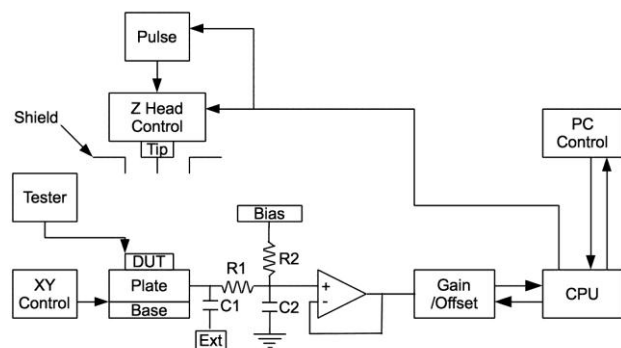 Pulse
Z Head
Control
Tip
Shield
PC
Control
Tester
Bias
DUT
R1
R2
XY
Control
Plate
Base
C1
C2
+
-
Gain
/Offset
CPU
Ext